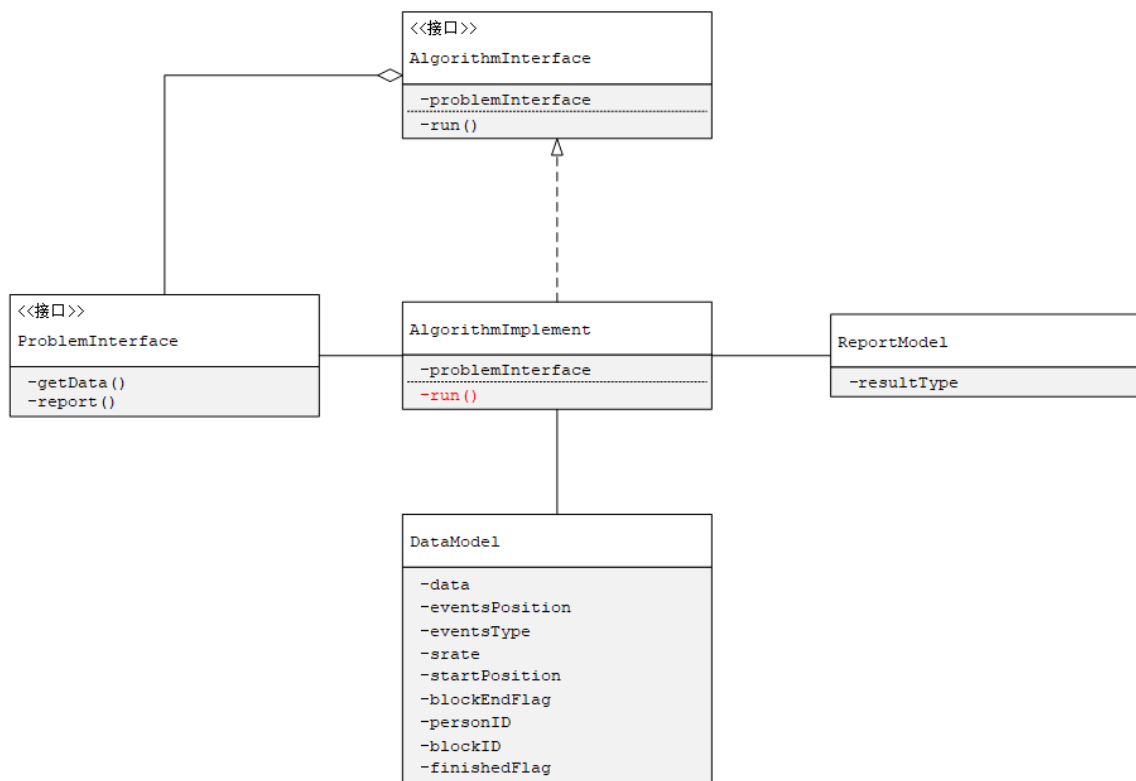 <<接口>>
AlgorithmInterface
-problemInterface
-run()
<<接口>>
ProblemInterface
-getData()
-report()
AlgorithmImplement
-problemInterface
-run()
ReportModel
-resultType
DataModel
-data
-eventsPosition
-eventsType
-srate
-startPosition
-blockEndFlag
-personID
-blockID
-finishedFlag